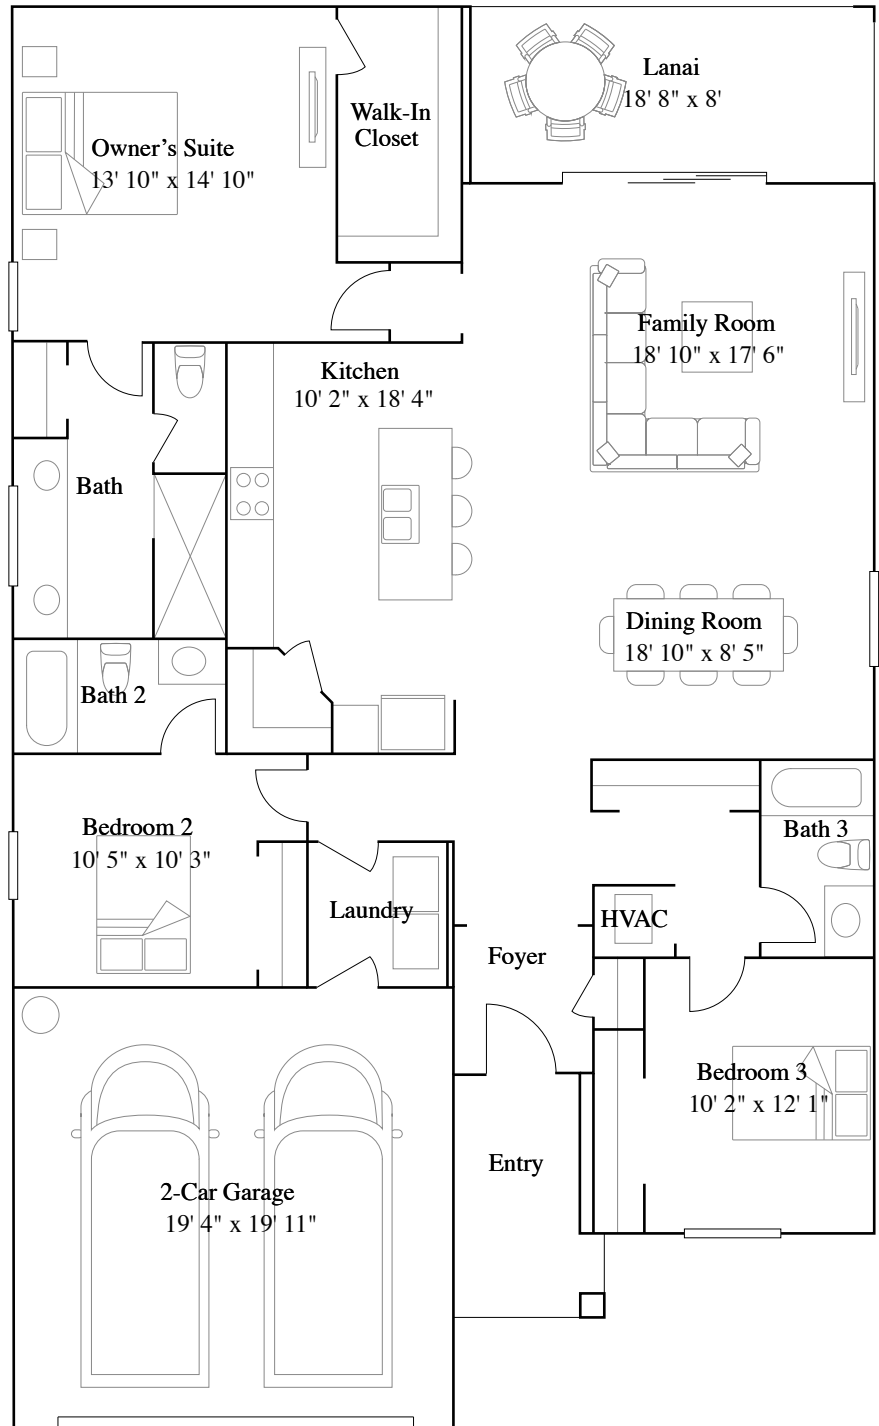 Lanai
18' 8" x 8'
Walk-In
Closet
Owner's Suite
13' 10" x 14' 10"
Family Room
18' 10" x 17' 6"
Kitchen
10' 2" x 18' 4"
Bath
Dining Room
18' 10" x 8' 5"
Bath 2
Bedroom 2
10' 5" x 10' 3"
Bath 3
Laundry
HVAC
Foyer
Bedroom 3
10' 2" x 12' 1"
Entry
2-Car Garage
19' 4" x 19' 11"